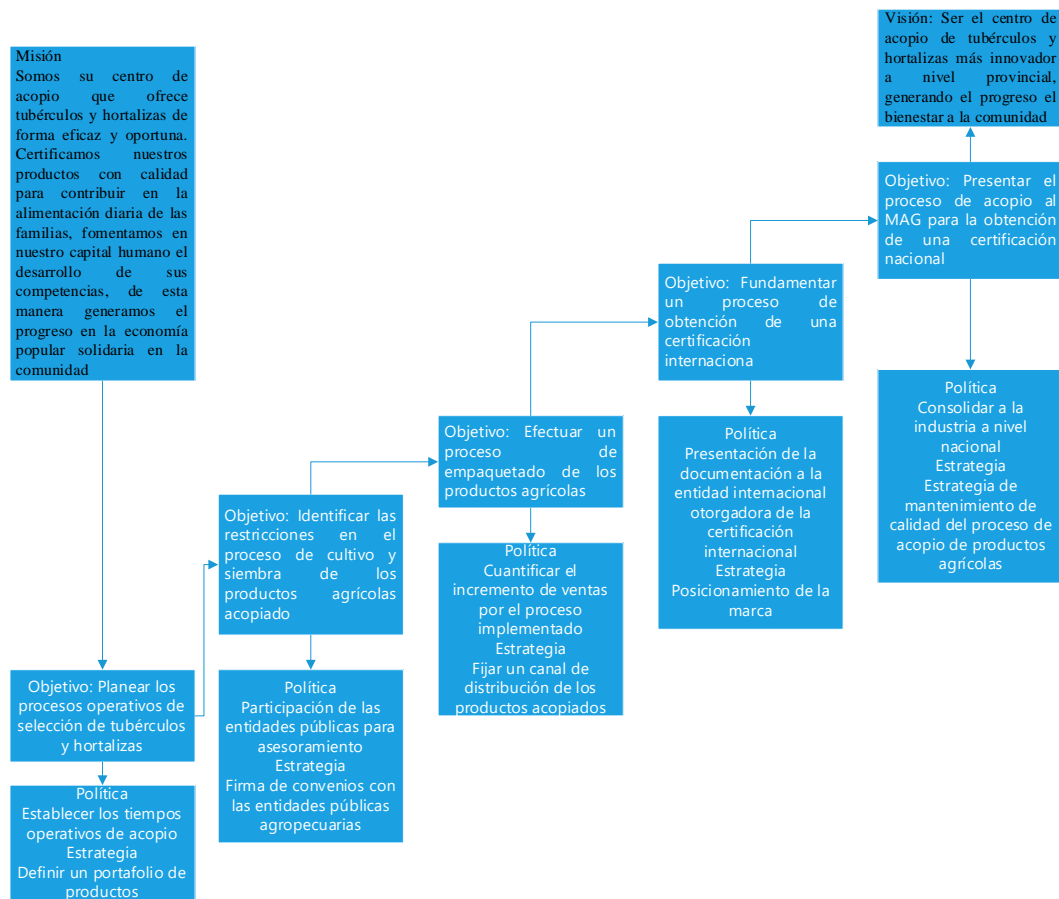 Misión
Somos su centro de
acopio que ofrece
tubérculos y hortalizas de
forma eficaz y oportuna.
Certificamos nuestros
productos con calidad
para contribuir en la
alimentación diaria de las
familias, fomentamos en
nuestro capital humano el
desarrollo de sus
competencias, de esta
manera generamos el
progreso en la economía
popular solidaria en la
comunidad
Objetivo: Planear los
procesos operativos de
selección de tubérculos
y hortalizas
Política
Establecer los tiempos
operativos de acopio
Estrategia
Definir un portafolio de
productos
Objetivo: Identificar las
restricciones en el
proceso de cultivo y
siembra de los
productos agrícolas
acopiado
Política
Participación de las
entidades públicas para
asesoramiento
Estrategia
Firma de convenios con
las entidades públicas
agropecuarias
Objetivo: Efectuar un
proceso de
empaquetado de los
productos agrícolas
Política
Cuantificar el
incremento de ventas
por el proceso
implementado
Estrategia
Fijar un canal de
distribución de los
productos acopiados
Objetivo: Fundamentar
un proceso de
obtención de una
certificación
internaciona
Política
Presentación de la
documentación a la
entidad internacional
otorgadora de la
certificación
internacional
Estrategia
Posicionamiento de la
marca
Visión: Ser el centro de
acopio de tubérculos y
hortalizas más innovador
a nivel provincial,
generando el progreso el
bienestar a la comunidad
Objetivo: Presentar el
proceso de acopio al
MAG para la obtención
de una certificación
nacional
Política
Consolidar a la
industria a nivel
nacional
Estrategia
Estrategia de
mantenimiento de
calidad del proceso de
acopio de productos
agrícolas